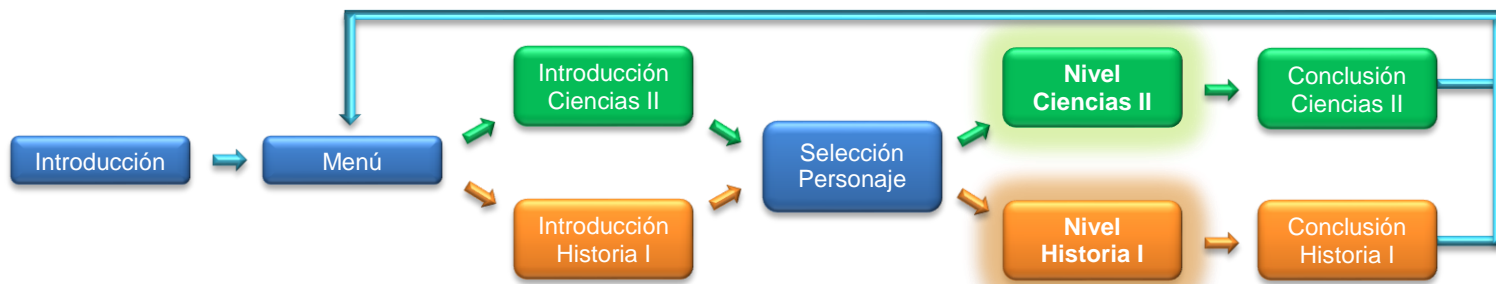 Introducción
Menú
Introducción
Ciencias II
Introducción
Historia I
Selección
Personaje
Nivel
Ciencias II
Nivel
Historia I
Conclusión
Ciencias II
Conclusión
Historia I